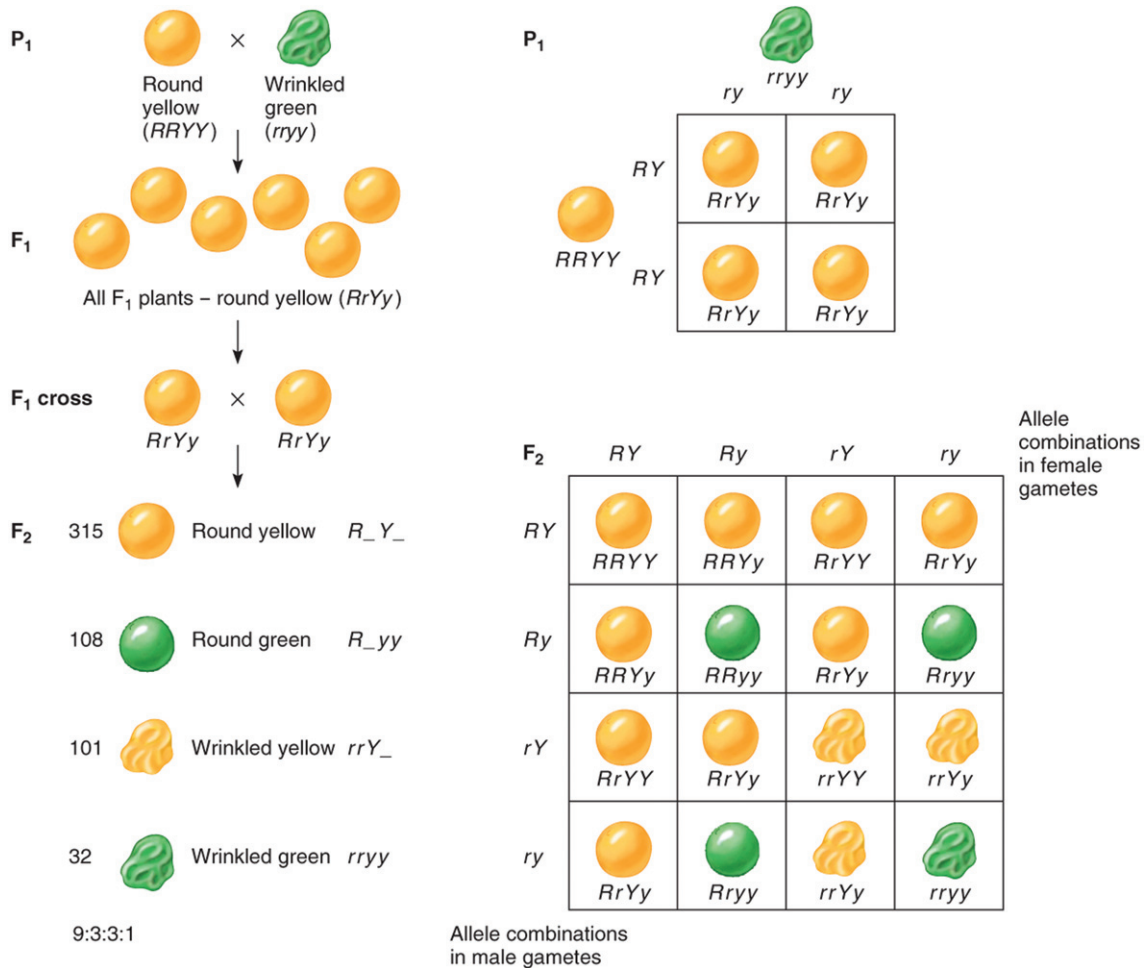 P1
×
Round
yellow
(RRYY)
Wrinkled
green
(rryy)
F1
All F1 plants – round yellow (RrYy)
F1 cross
×
RrYy
RrYy
F2
315 Round yellow R_Y_
108 Round green R_yy
101 Wrinkled yellow rrY_
32 Wrinkled green rryy
9:3:3:1
P1
rryy
ry ry
RY
RrYy RrYy
RRYY
RY
RrYy RrYy
Allele
combinations
in female
gametes
F2 RY Ry rY ry
RY
RRYY RRYy RrYY RrYy
Ry
RRYy RRyy RrYy Rryy
rY
RrYY RrYy rrYY rrYy
ry
RrYy Rryy rrYy rryy
Allele combinations
in male gametes